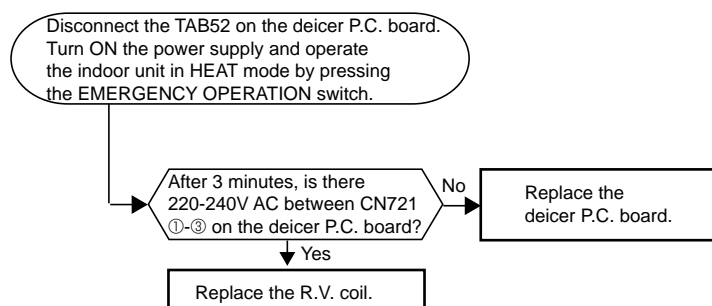 Disconnect the TAB52 on the deicer P.C. board.
Turn ON the power supply and operate
the indoor unit in HEAT mode by pressing
the EMERGENCY OPERATION switch.
After 3 minutes, is there
220-240V AC between CN721
①-③ on the deicer P.C. board?
No
Replace the
deicer P.C. board.
Yes
Replace the R.V. coil.